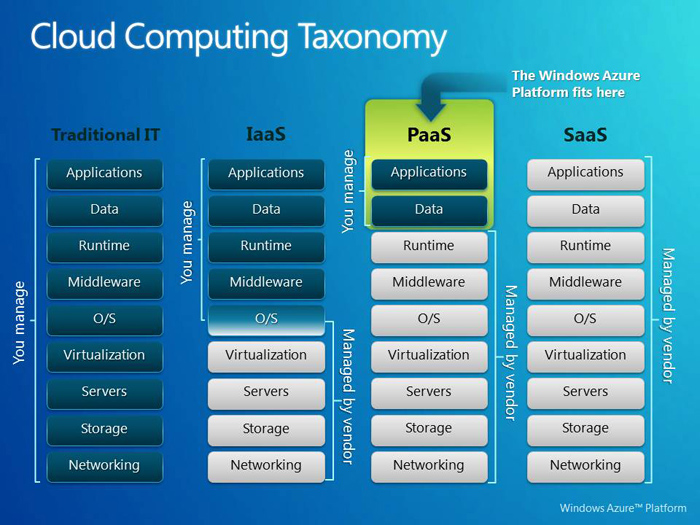 Cloud Computing Taxonomy
The Windows Azure
Platform fits here
Traditional IT
You manage
Applications
Data
Runtime
Middleware
O/S
Virtualization
Servers
Storage
Networking
IaaS
You manage
Applications
Data
Runtime
Middleware
O/S
Virtualization
Servers
Storage
Networking
Managed by vendor
PaaS
You manage
Applications
Data
Runtime
Middleware
O/S
Virtualization
Servers
Storage
Networking
Managed by vendor
SaaS
Applications
Data
Runtime
Middleware
O/S
Virtualization
Servers
Storage
Networking
Managed by vendor
Windows Azure™ Platform